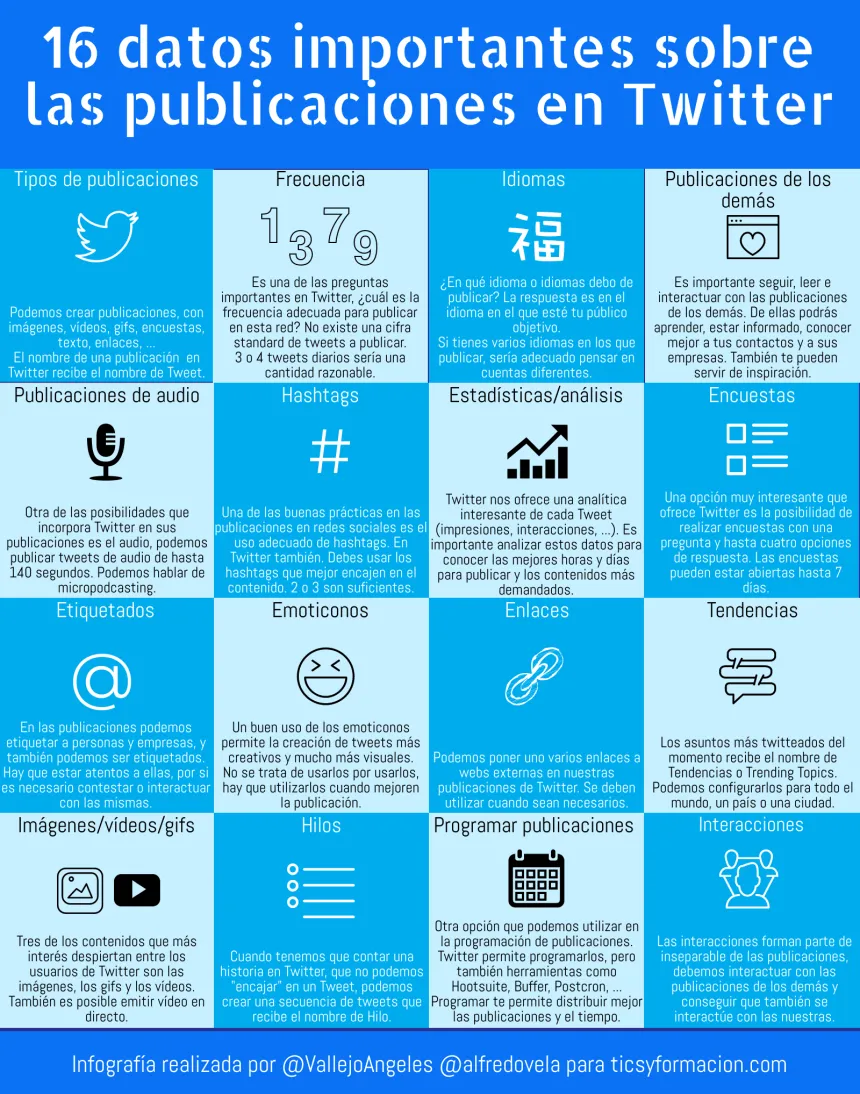 16 datos importantes sobre
las publicaciones en Twitter
Tipos de publicaciones
Podemos crear publicaciones, con
imágenes, vídeos, gifs, encuestas,
texto, enlaces, ...
El nombre de una publicación en
Twitter recibe el nombre de Tweet.
Frecuencia
1 3 7 9
Es una de las preguntas
importantes en Twitter, ¿cuál es la
frecuencia adecuada para publicar
en esta red? No existe una cifra
standard de tweets a publicar.
3 o 4 tweets diarios sería una
cantidad razonable.
Idiomas
福
¿En qué idioma o idiomas debo de
publicar? La respuesta es en el
idioma en el que esté tu público
objetivo.
Si tienes varios idiomas en los que
publicar, sería adecuado pensar en
cuentas diferentes.
Publicaciones de los
demás
Es importante seguir, leer e
interactuar con las publicaciones
de los demás. De ellas podrás
aprender, estar informado, conocer
mejor a tus contactos y a sus
empresas. También te pueden
servir de inspiración.
Publicaciones de audio
Otra de las posibilidades que
incorpora Twitter en sus
publicaciones es el audio, podemos
publicar tweets de audio de hasta
140 segundos. Podemos hablar de
micropodcasting.
Hashtags
#
Una de las buenas prácticas en las
publicaciones en redes sociales es el
uso adecuado de hashtags. En
Twitter también. Debes usar los
hashtags que mejor encajen en el
contenido. 2 o 3 son suficientes.
Estadísticas/análisis
Twitter nos ofrece una analítica
interesante de cada Tweet
(impresiones, interacciones, ...). Es
importante analizar estos datos para
conocer las mejores horas y días
para publicar y los contenidos más
demandados.
Encuestas
Una opción muy interesante que
ofrece Twitter es la posibilidad de
realizar encuestas con una
pregunta y hasta cuatro opciones
de respuesta. Las encuestas
pueden estar abiertas hasta 7
días.
Etiquetados
@
En las publicaciones podemos
etiquetar a personas y empresas, y
también podemos ser etiquetados.
Hay que estar atentos a ellas, por si
es necesario contestar o interactuar
con las mismas.
Emoticonos
Un buen uso de los emoticonos
permite la creación de tweets más
creativos y mucho más visuales.
No se trata de usarlos por usarlos,
hay que utilizarlos cuando mejoren
la publicación.
Enlaces
Podemos poner uno varios enlaces a
webs externas en nuestras
publicaciones de Twitter. Se deben
utilizar cuando sean necesarios.
Tendencias
Los asuntos más twitteados del
momento recibe el nombre de
Tendencias o Trending Topics.
Podemos configurarlos para todo el
mundo, un país o una ciudad.
Imágenes/vídeos/gifs
Tres de los contenidos que más
interés despiertan entre los
usuarios de Twitter son las
imágenes, los gifs y los vídeos.
También es posible emitir vídeo en
directo.
Hilos
Cuando tenemos que contar una
historia en Twitter, que no podemos
"encajar" en un Tweet, podemos
crear una secuencia de tweets que
recibe el nombre de Hilo.
Programar publicaciones
Otra opción que podemos utilizar en
la programación de publicaciones.
Twitter permite programarlos, pero
también herramientas como
Hootsuite, Buffer, Postcron, ...
Programar te permite distribuir mejor
las publicaciones y el tiempo.
Interacciones
Las interacciones forman parte de
inseparable de las publicaciones,
debemos interactuar con las
publicaciones de los demás y
conseguir que también se
interactúe con las nuestras.
Infografía realizada por @VallejoAngeles @alfredovela para ticsyformacion.com